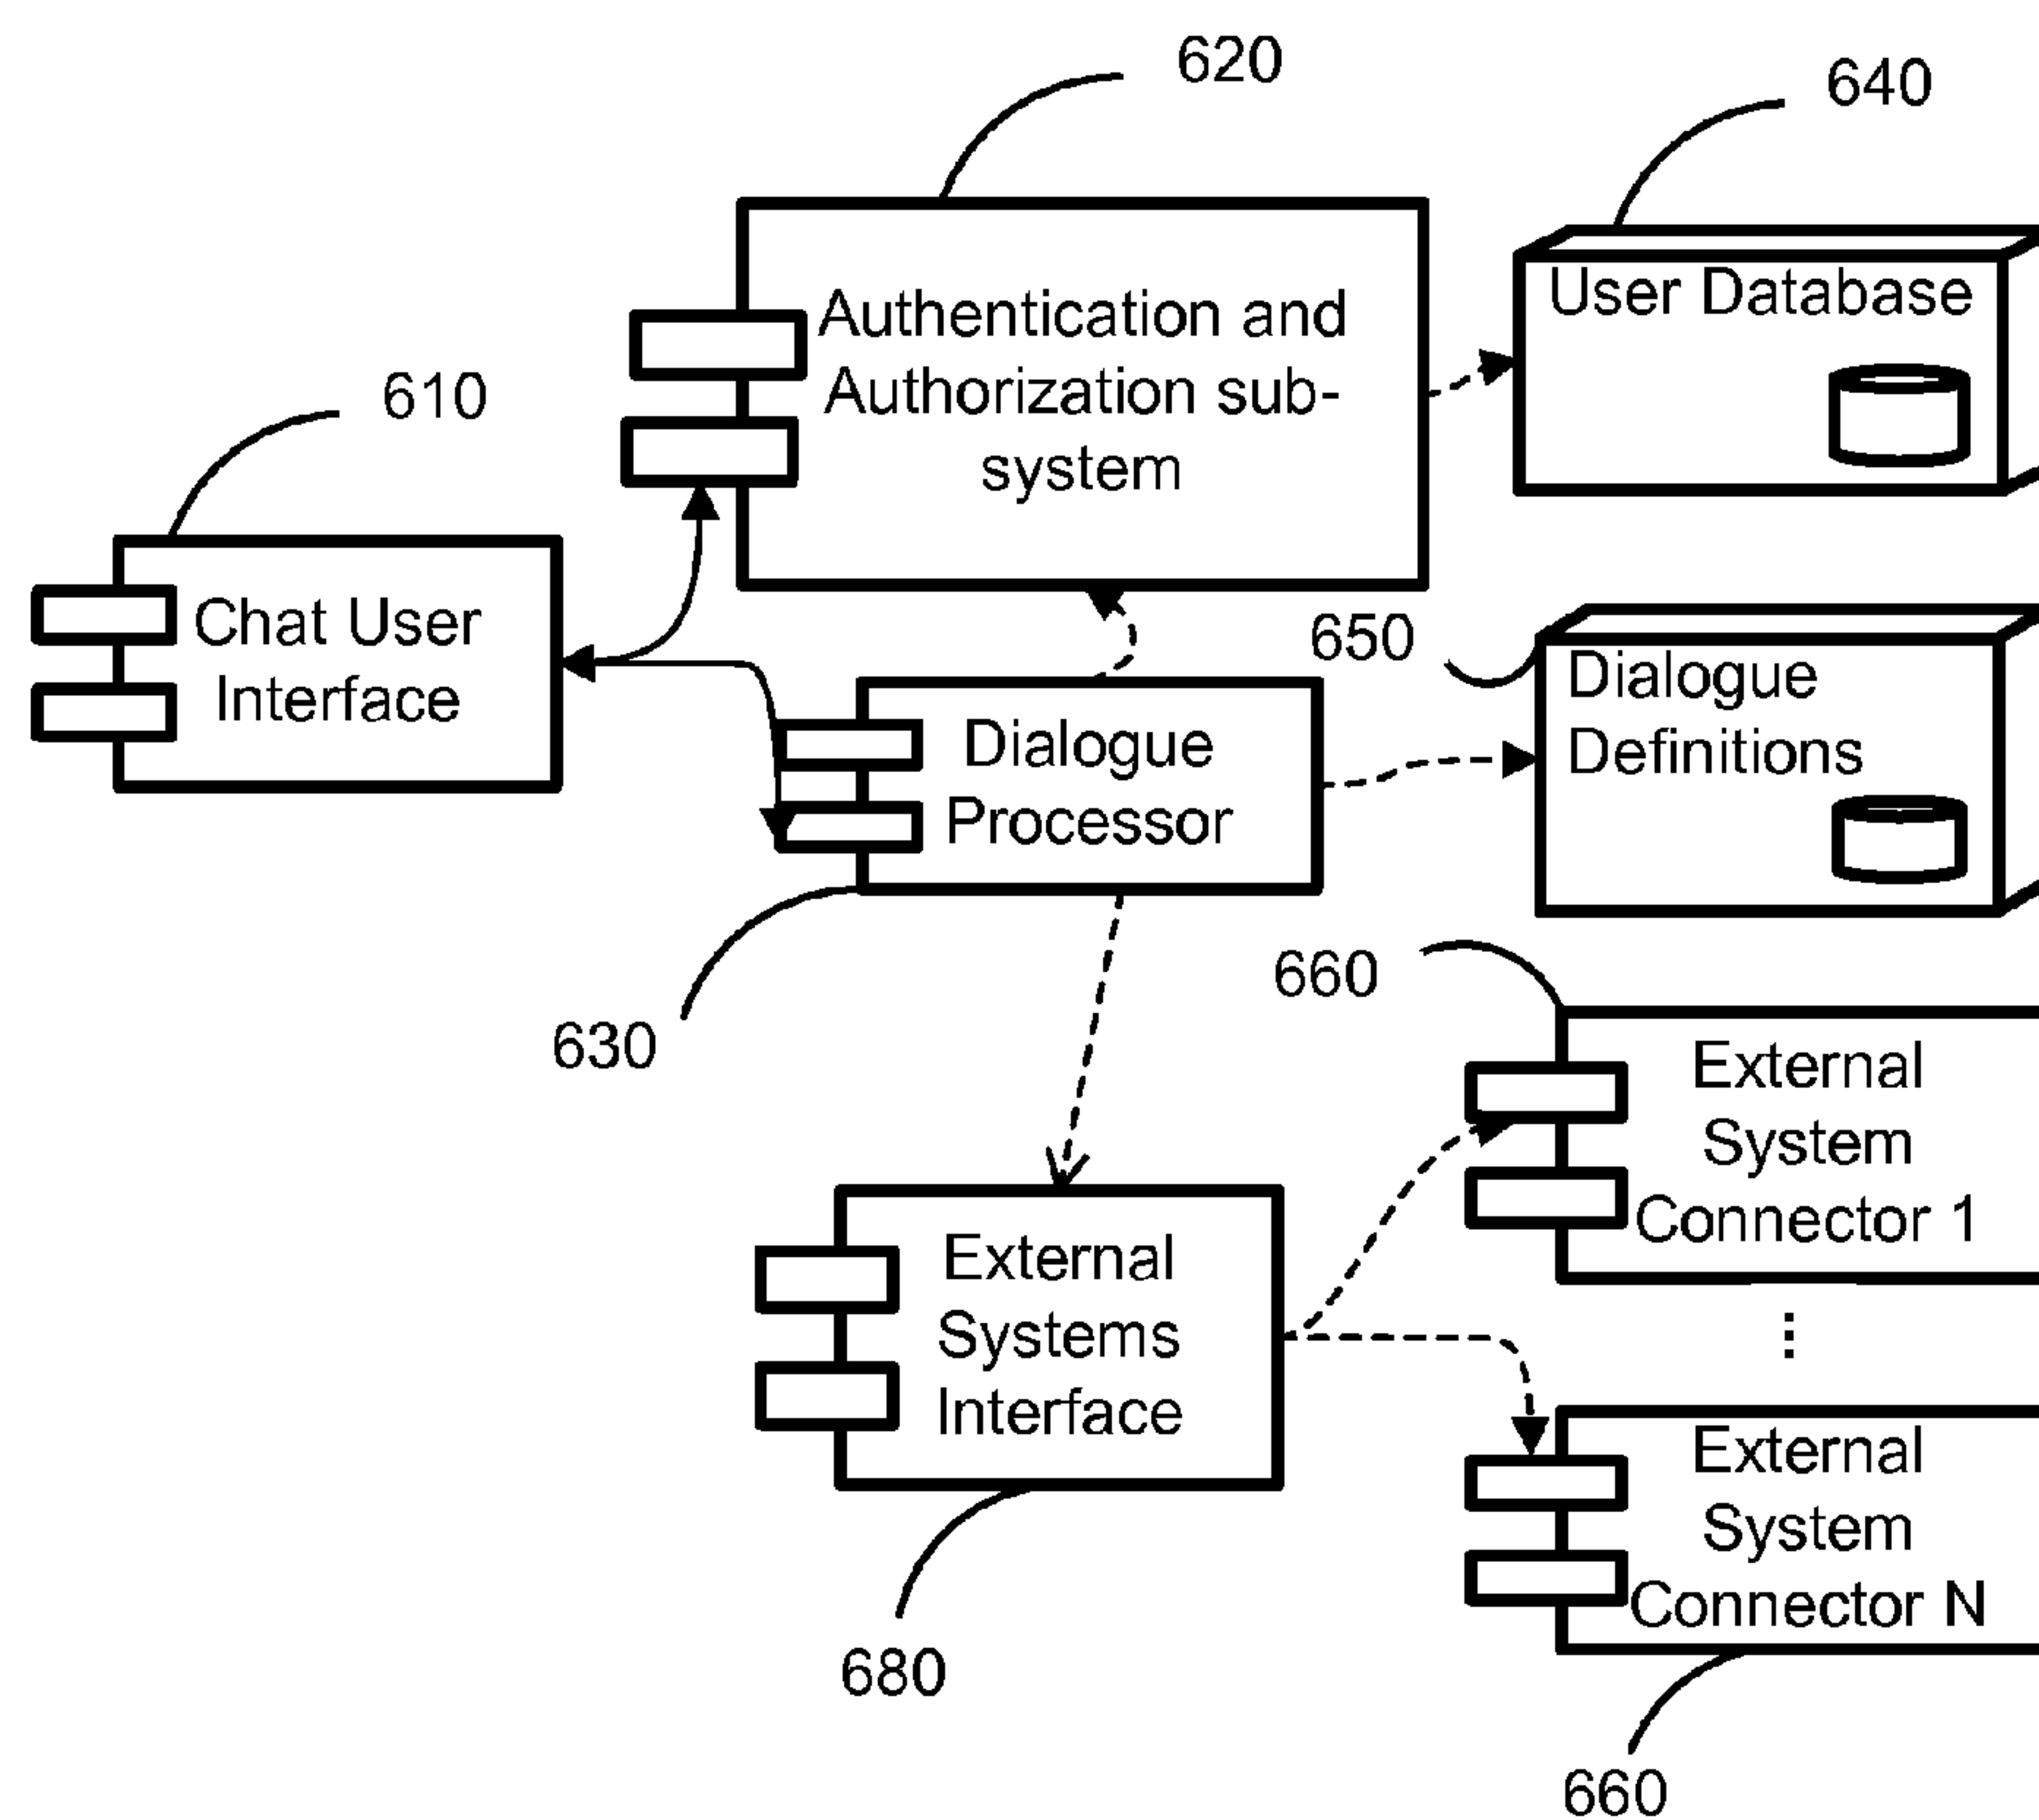 620
640
User Database
Authentication and
Authorization sub-
system
610
Chat User
Interface
650
Dialogue
Definitions
Dialogue
Processor
630
660
External
System
Connector 1
External
Systems
Interface
⋮
External
System
Connector N
680
660